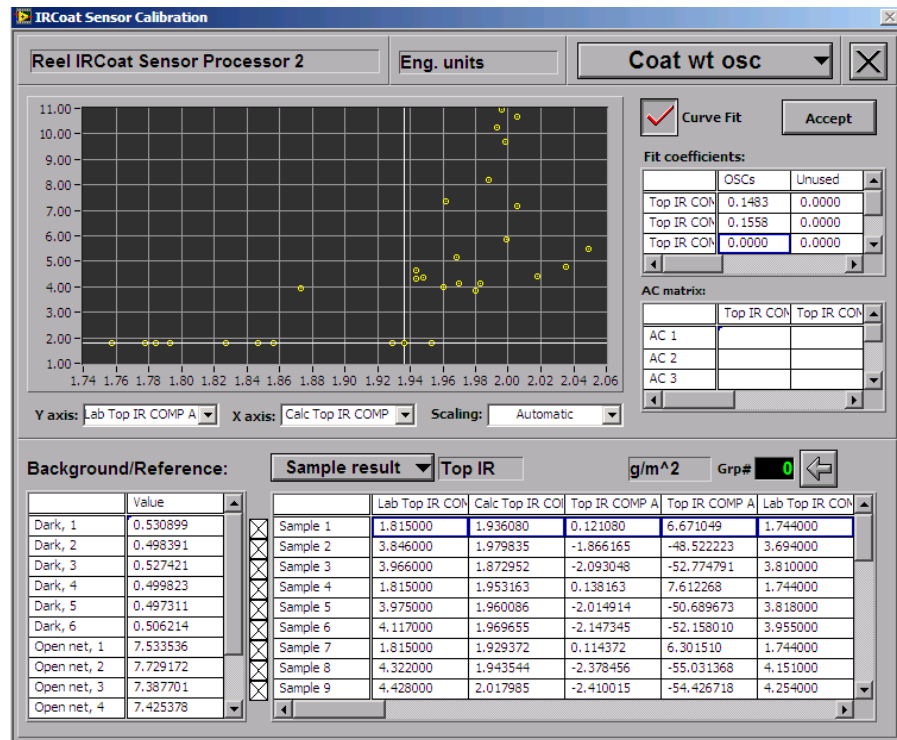 IRCoat Sensor Calibration
Reel IRCoat Sensor Processor 2
Eng. units
Coat wt osc
11.00
10.00
9.00
8.00
7.00
6.00
5.00
4.00
3.00
2.00
1.00
1.74 1.76 1.78 1.80 1.82 1.84 1.86 1.88 1.90 1.92 1.94 1.96 1.98 2.00 2.02 2.04 2.06
Y axis: Lab Top IR COMP A X axis: Calc Top IR COMP Scaling: Automatic
Curve Fit Accept
Fit coefficients:
OSCs Unused
Top IR COM 0.1483 0.0000
Top IR COM 0.1558 0.0000
Top IR COM 0.0000 0.0000
AC matrix:
Top IR COM Top IR COM
AC 1
AC 2
AC 3
Background/Reference:
Value
Dark, 1 0.530899
Dark, 2 0.498391
Dark, 3 0.527421
Dark, 4 0.499823
Dark, 5 0.497311
Dark, 6 0.506214
Open net, 1 7.533536
Open net, 2 7.729172
Open net, 3 7.387701
Open net, 4 7.425378
Sample result Top IR g/m^2 Grp# 0
Lab Top IR COM Calc Top IR COI Top IR COMP A Top IR COMP A Lab Top IR COM
Sample 1 1.815000 1.936080 0.121080 6.671049 1.744000
Sample 2 3.846000 1.979835 -1.866165 -48.522223 3.694000
Sample 3 3.966000 1.872952 -2.093048 -52.774791 3.810000
Sample 4 1.815000 1.953163 0.138163 7.612268 1.744000
Sample 5 3.975000 1.960086 -2.014914 -50.689673 3.818000
Sample 6 4.117000 1.969655 -2.147345 -52.158010 3.955000
Sample 7 1.815000 1.929372 0.114372 6.301510 1.744000
Sample 8 4.322000 1.943544 -2.378456 -55.031368 4.151000
Sample 9 4.428000 2.017985 -2.410015 -54.426718 4.254000